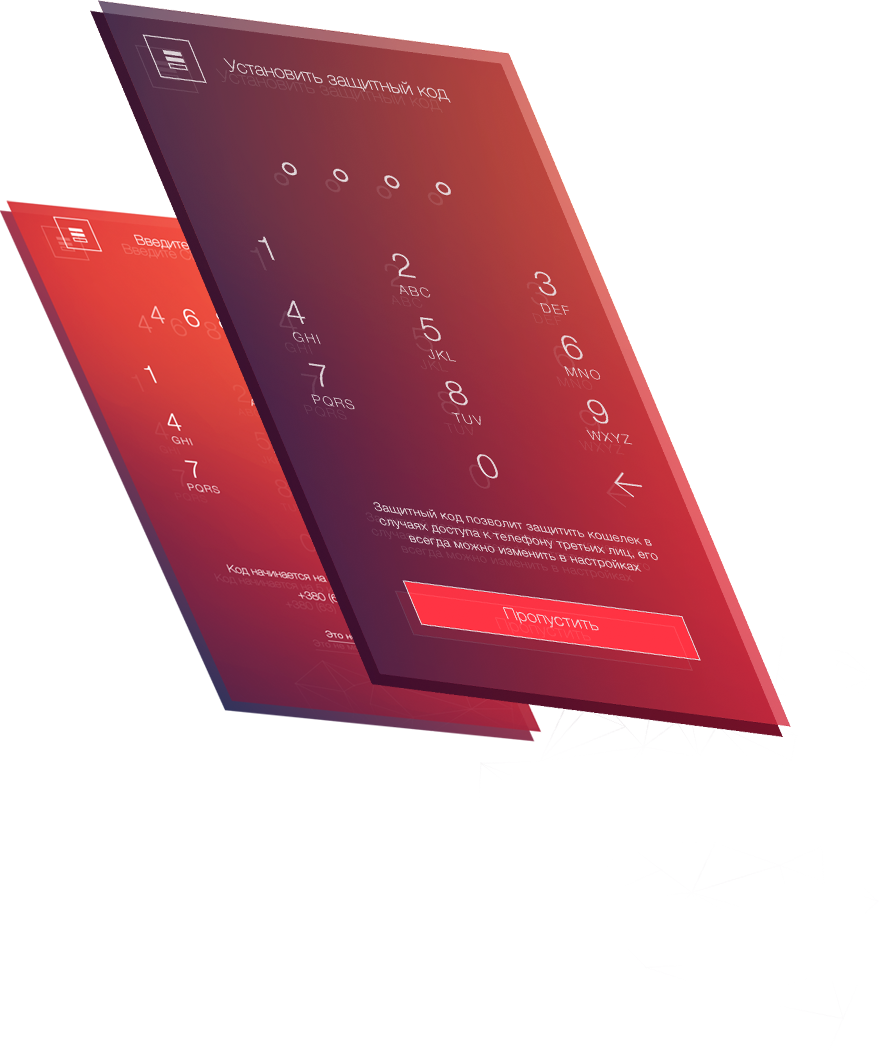 Установить защитный код
1
2
ABC
3
DEF
4
GHI
5
JKL
6
MNO
7
PQRS
8
TUV
9
WXYZ
0
Защитный код позволит защитить кошелек в
случаях доступа к телефону третьих лиц, его
всегда можно изменить в настройках
Пропустить
Введите
4 6
1
4
GHI
7
PQRS
Код начинается на
+380
Это